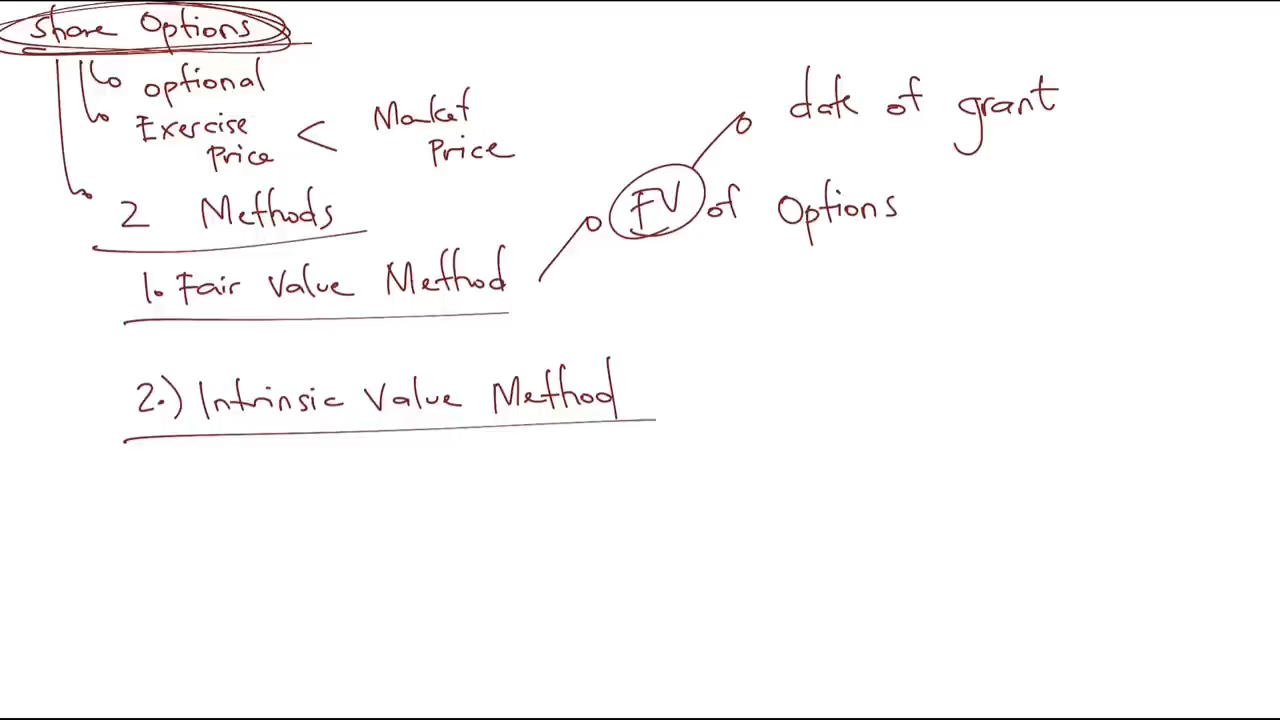 Share Options
optional
Exercise Price < Market Price
2 Methods
1. Fair Value Method
FV of Options
date of grant
2.) Intrinsic Value Method